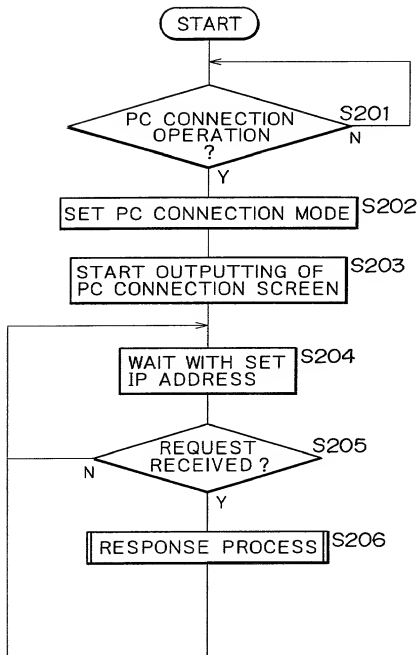 START
S201
PC CONNECTION
OPERATION
?
N
Y
SET PC CONNECTION MODE
S202
START OUTPUTTING OF
PC CONNECTION SCREEN
S203
WAIT WITH SET
IP ADDRESS
S204
REQUEST
RECEIVED ?
S205
N
Y
RESPONSE PROCESS
S206